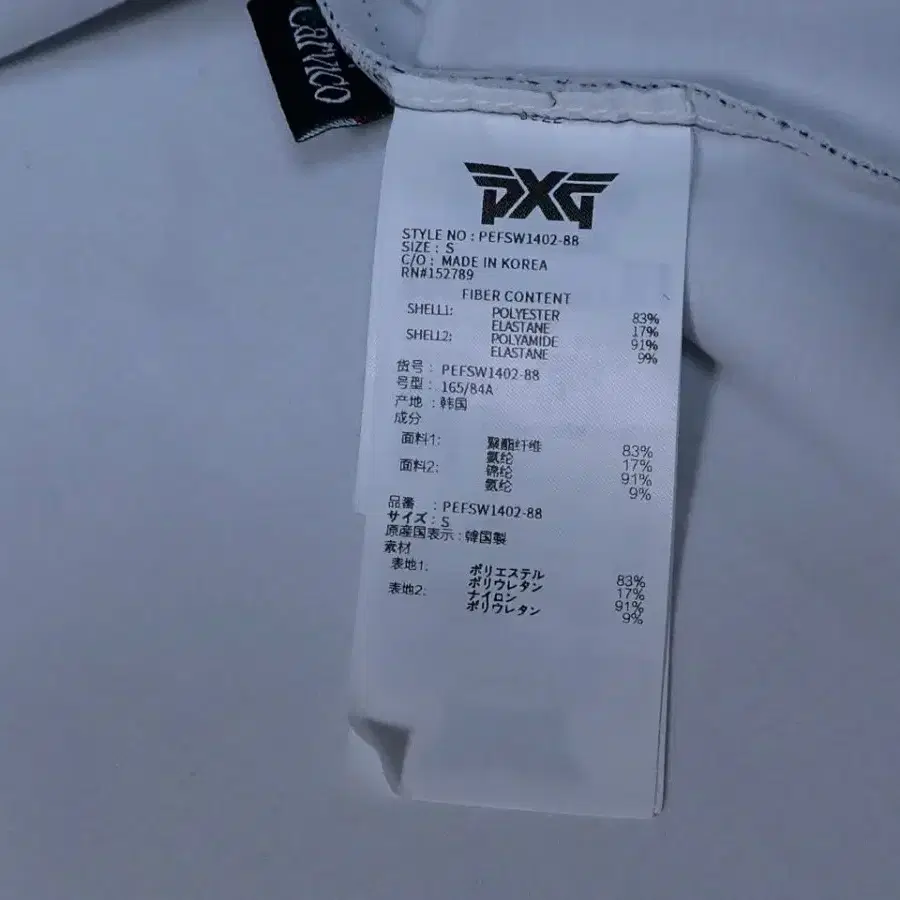 PXG
STYLE NO : PEFSW1402-88
SIZE : S
C/O : MADE IN KOREA
RN#152789
FIBER CONTENT
SHELL1: POLYESTER 83%
ELASTANE 17%
SHELL2: POLYAMIDE 91%
ELASTANE 9%
货号 : PEFSW1402-88
号型 : 165/84A
产地 : 韩国
成分
面料1: 聚酯纤维 83%
氨纶 17%
面料2: 锦纶 91%
氨纶 9%
品番 : PEFSW1402-88
サイズ : S
原産国表示 : 韓国製
素材
表地1: ポリエステル 83%
ポリウレタン 17%
表地2: ナイロン 91%
ポリウレタン 9%